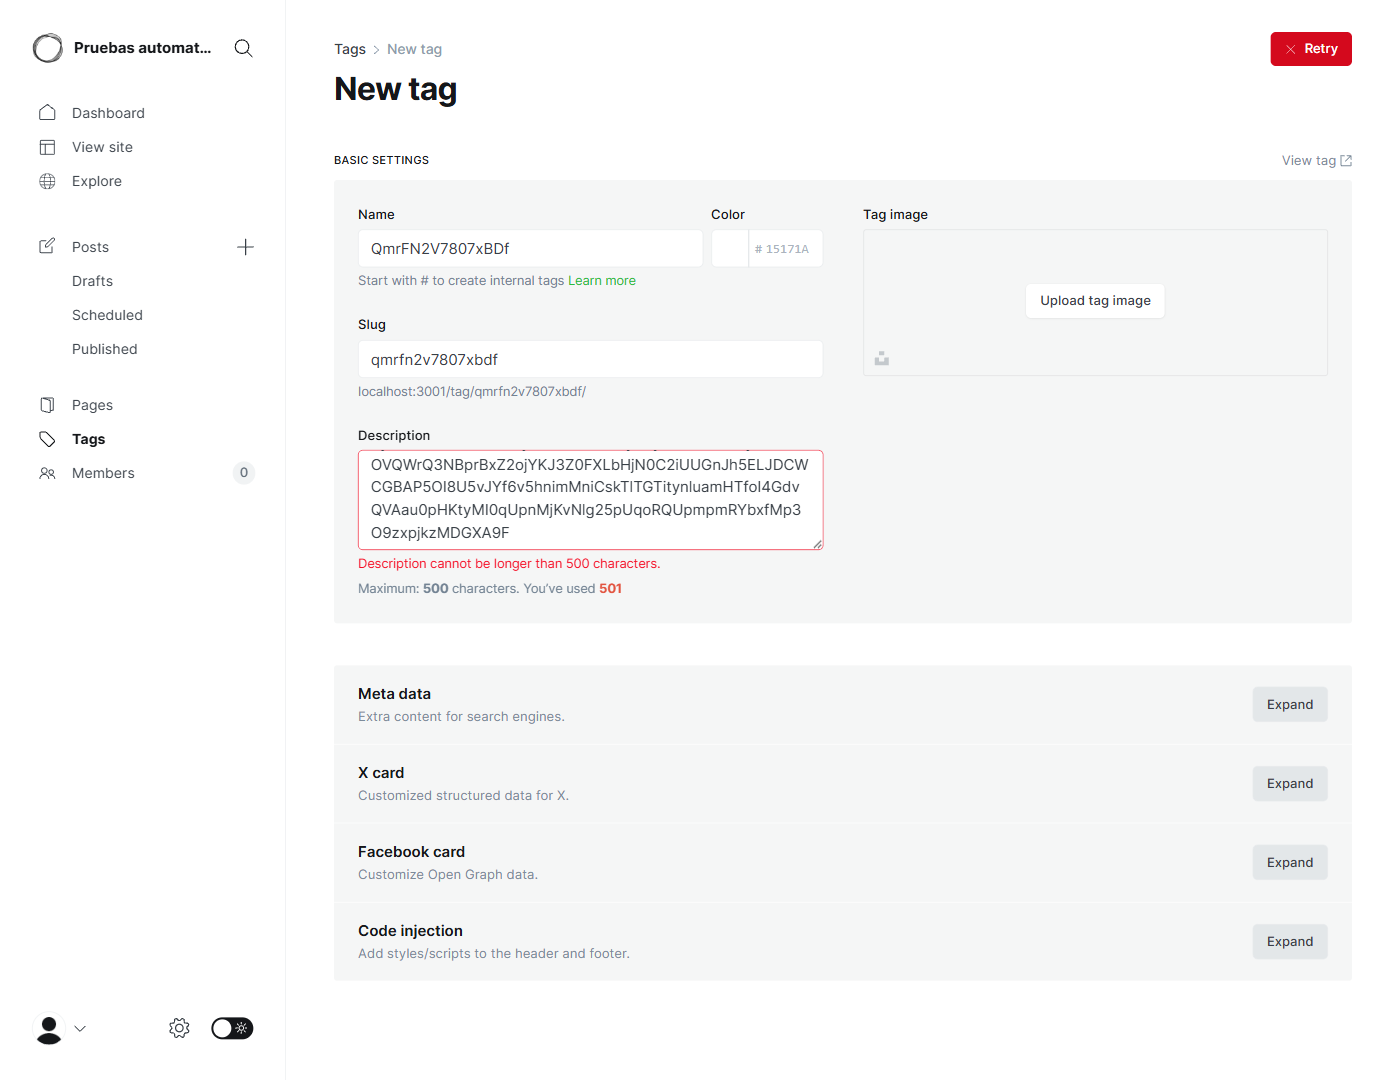 Pruebas automat...
Dashboard
View site
Explore
Posts
Drafts
Scheduled
Published
Pages
Tags
Members
0
Tags > New tag
Retry
New tag
BASIC SETTINGS
View tag
Name
QmrFN2V7807xBDf
Start with # to create internal tags Learn more
Color
# 15171A
Slug
qmrfn2v7807xbdf
localhost:3001/tag/qmrfn2v7807xbdf/
Description
OVQWrQ3NBprBxZ2ojYKJ3Z0FXLbHjN0C2iUUGnJh5ELJDCW
O9zxpjkzMDGXA9F
Description cannot be longer than 500 characters.
Maximum: 500 characters. You’ve used 501
Tag image
Upload tag image
Meta data
Extra content for search engines.
Expand
X card
Customized structured data for X.
Expand
Facebook card
Customize Open Graph data.
Expand
Code injection
Add styles/scripts to the header and footer.
Expand